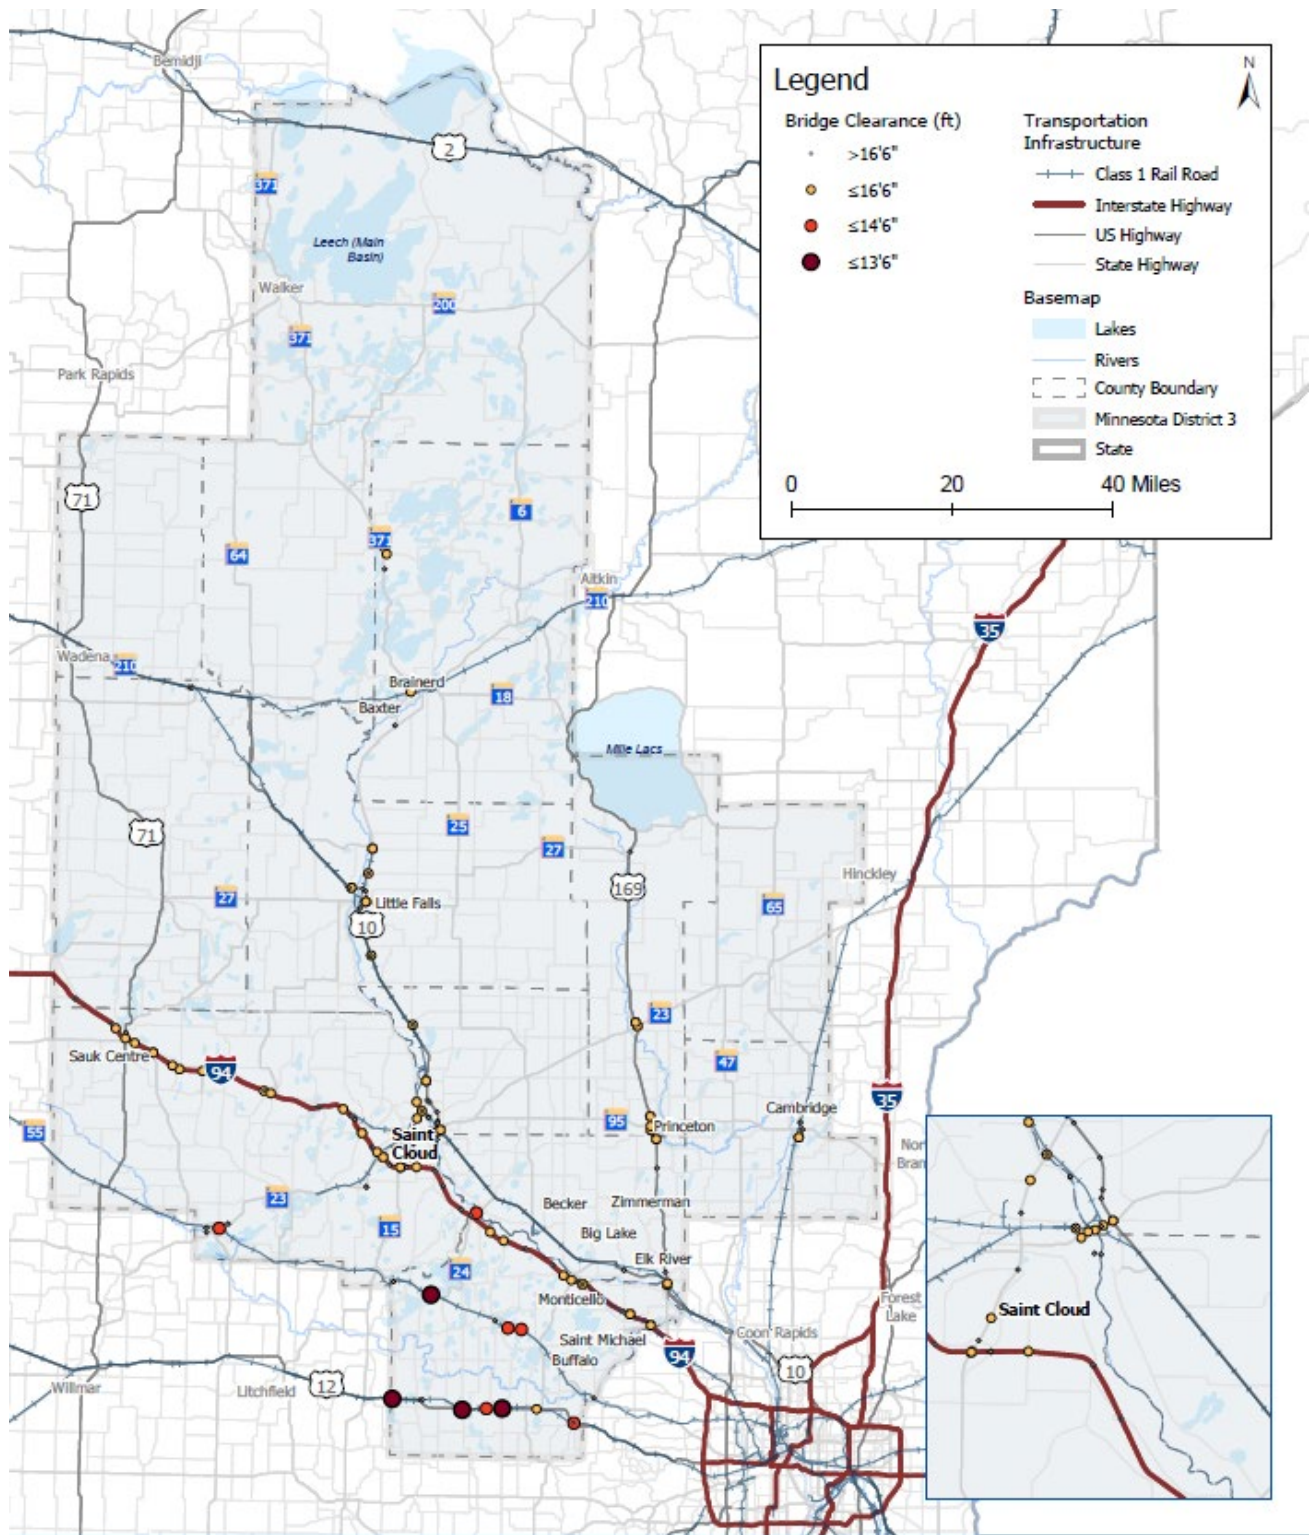 Bemidji
N
Legend
Bridge Clearance (ft)
>16'6"
≤16'6"
≤14'6"
≤13'6"
Transportation
Infrastructure
Class 1 Rail Road
Interstate Highway
US Highway
State Highway
Basemap
Lakes
Rivers
County Boundary
Minnesota District 3
State
0 20 40 Miles
2
371
Leech (Main
Basin)
Walker
200
371
Park Rapids
71
6
371
64
Aitkin
210
35
Wadena
210
Brainerd
18
Baxter
Mille Lacs
71
25
27
Hinckley
169
27
65
Little Falls
10
23
Sauk Centre
94
47
35
55
95
Princeton
Cambridge
Saint
Cloud
Nor
Bran
23
15
Becker
Zimmerman
Big Lake
Elk River
24
Monticello
Forest
Lake
Saint Michael
Coon Rapids
Buffalo
94
10
Willmar
Litchfield
12
Saint Cloud